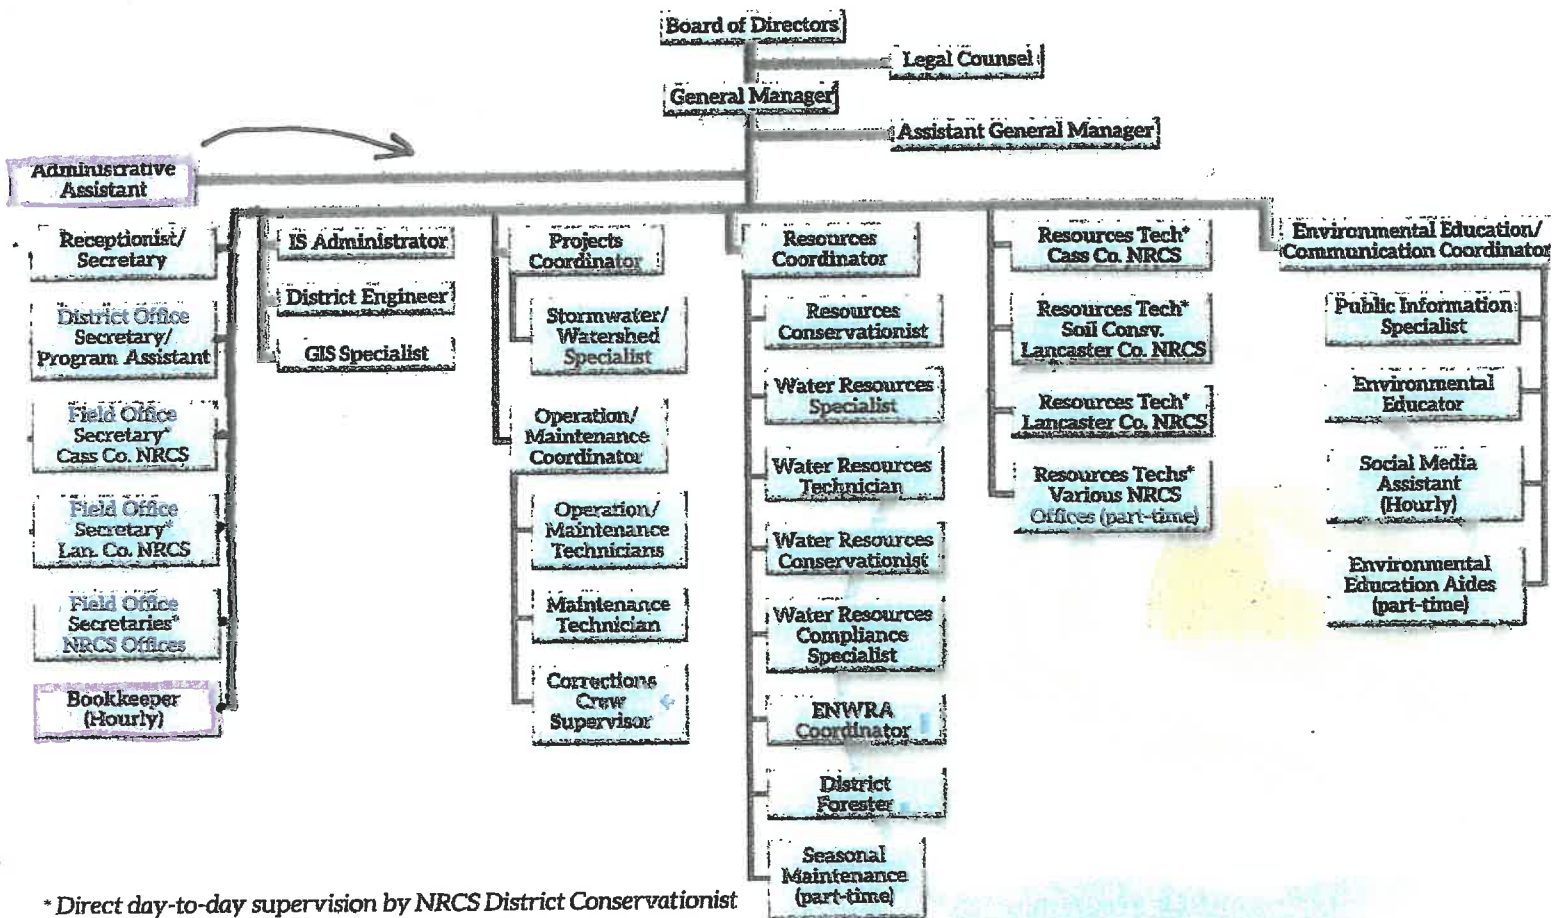 Board of Directors
Legal Counsel
General Manager
Assistant General Manager
Administrative
Assistant
Receptionist/
Secretary
District Office
Secretary/
Program Assistant
Field Office
Secretary*
Cass Co. NRCS
Field Office
Secretary*
Lan. Co. NRCS
Field Office
Secretaries*
NRCS Offices
Bookkeeper
(Hourly)
IS Administrator
District Engineer
GIS Specialist
Projects
Coordinator
Stormwater/
Watershed
Specialist
Operation/
Maintenance
Coordinator
Operation/
Maintenance
Technicians
Maintenance
Technician
Corrections
Crew
Supervisor
Resources
Coordinator
Resources
Conservationist
Water Resources
Specialist
Water Resources
Technician
Water Resources
Conservationist
Water Resources
Compliance
Specialist
ENWRA
Coordinator
District
Forester
Seasonal
Maintenance
(part-time)
Resources Tech*
Cass Co. NRCS
Resources Tech*
Soil Consv.
Lancaster Co. NRCS
Resources Tech*
Lancaster Co. NRCS
Resources Techs*
Various NRCS
Offices (part-time)
Environmental Education/
Communication Coordinator
Public Information
Specialist
Environmental
Educator
Social Media
Assistant
(Hourly)
Environmental
Education Aides
(part-time)
* Direct day-to-day supervision by NRCS District Conservationist